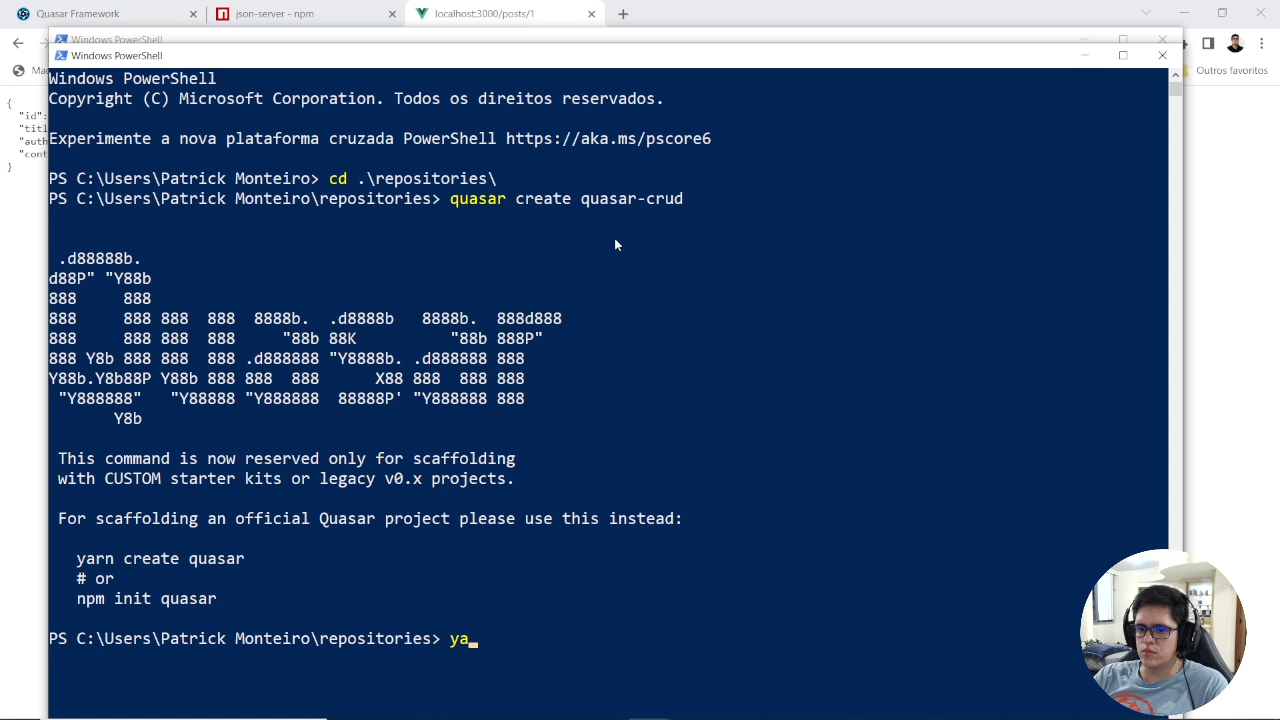 Quasar Framework
json-server - npm
localhost:3000/posts/1
Windows PowerShell
Windows PowerShell
Outros favoritos
{
"id":
"titl
"auth
"cont
}
Windows PowerShell
Copyright (C) Microsoft Corporation. Todos os direitos reservados.
Experimente a nova plataforma cruzada PowerShell https://aka.ms/pscore6
PS C:\Users\Patrick Monteiro> cd .\repositories\
PS C:\Users\Patrick Monteiro\repositories> quasar create quasar-crud
.d88888b.
d88P" "Y88b
888     888
888     888 888  888  8888b.  .d8888b   8888b.  888d888
888     888 888  888     "88b 88K          "88b 888P"
888 Y8b 888 888  888 .d888888 "Y8888b. .d888888 888
Y88b.Y8b88P Y88b 888 888  888      X88 888  888 888
"Y888888"   "Y88888 "Y888888  88888P' "Y888888 888
Y8b
This command is now reserved only for scaffolding
with CUSTOM starter kits or legacy v0.x projects.
For scaffolding an official Quasar project please use this instead:
yarn create quasar
# or
npm init quasar
PS C:\Users\Patrick Monteiro\repositories> ya